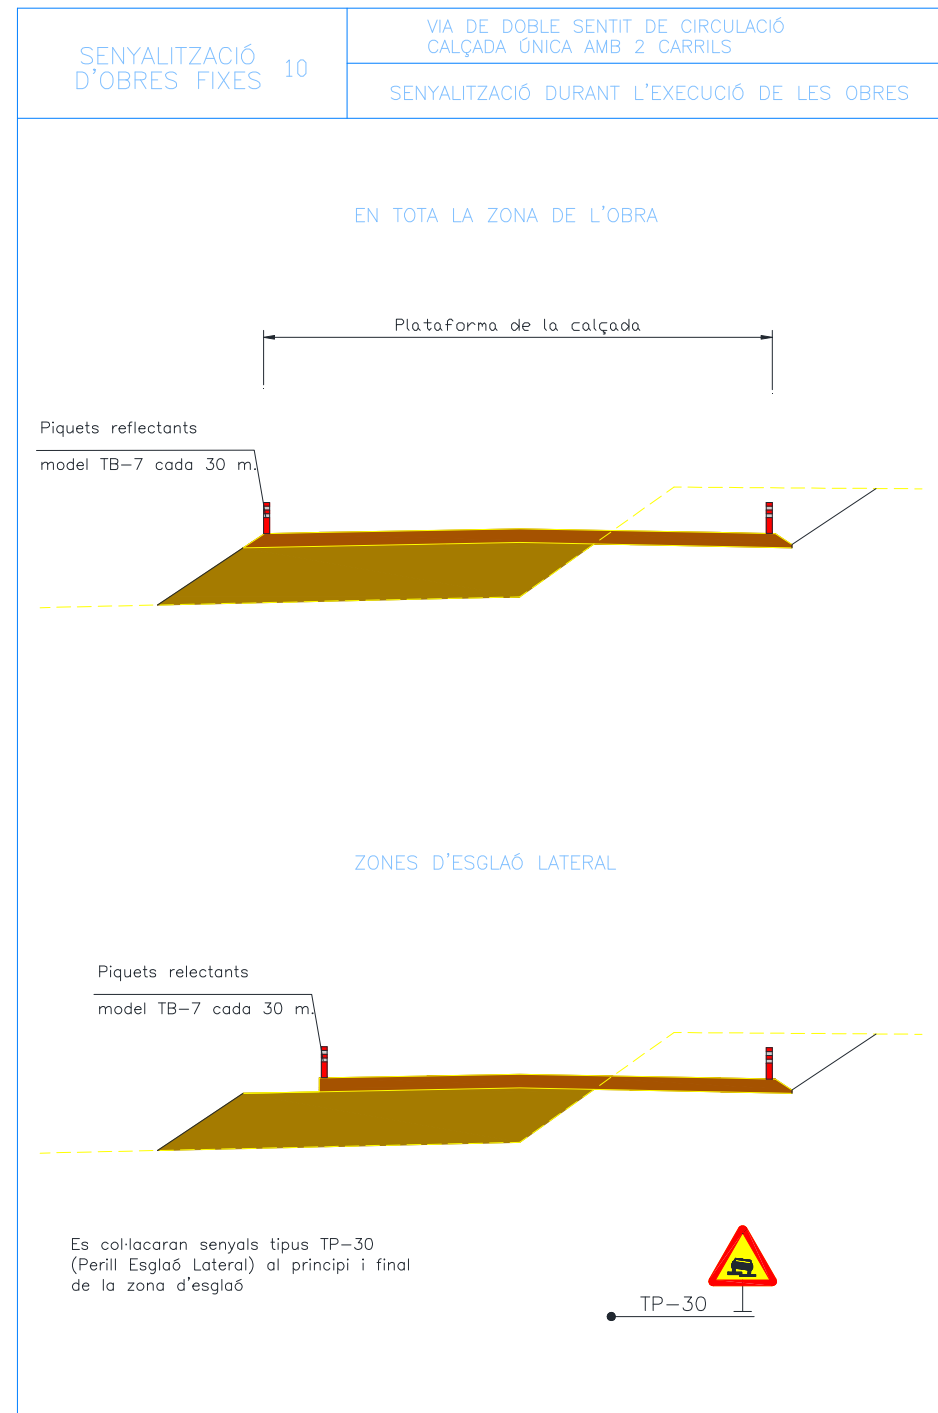 SENYALITZACIÓ
D'OBRES FIXES 10
VIA DE DOBLE SENTIT DE CIRCULACIÓ
CALÇADA ÚNICA AMB 2 CARRILS
SENYALITZACIÓ DURANT L'EXECUCIÓ DE LES OBRES
EN TOTA LA ZONA DE L'OBRA
Plataforma de la calçada
Piquets reflectants
model TB-7 cada 30 m.
ZONES D'ESGLAÓ LATERAL
Piquets relectants
model TB-7 cada 30 m.
Es col·lacaran senyals tipus TP-30
(Perill Esglaó Lateral) al principi i final
de la zona d'esglaó
TP-30